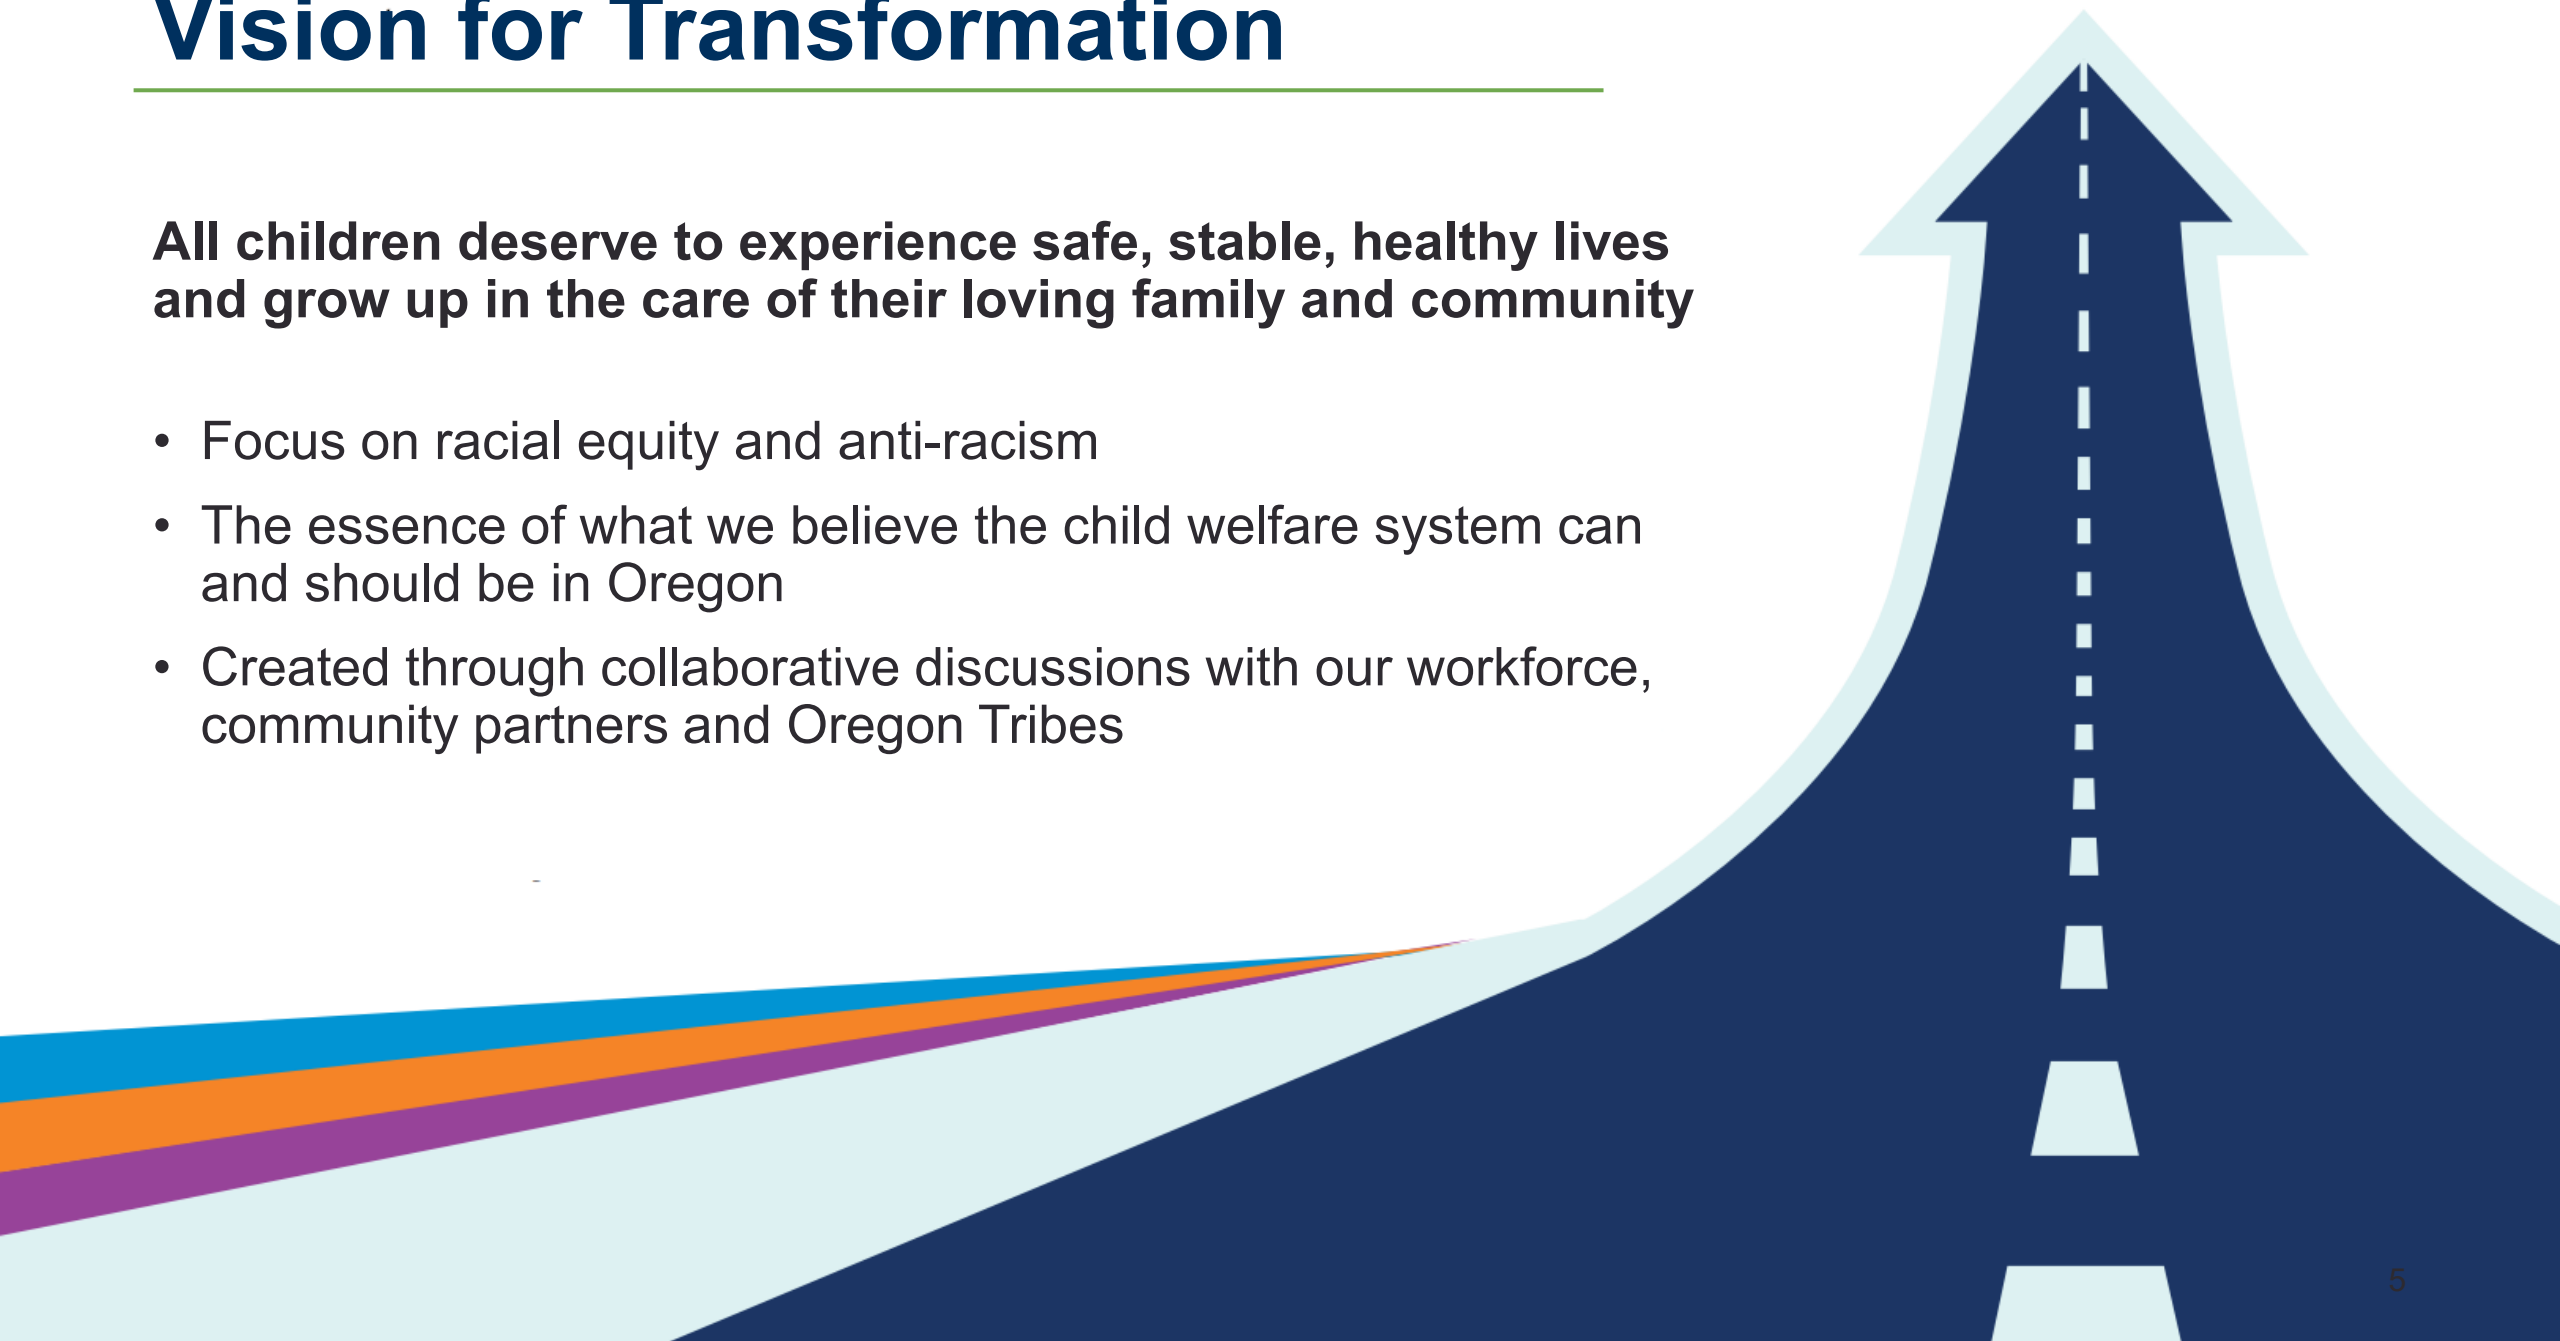 Vision for Transformation
All children deserve to experience safe, stable, healthy lives
and grow up in the care of their loving family and community
• Focus on racial equity and anti-racism
• The essence of what we believe the child welfare system can
and should be in Oregon
• Created through collaborative discussions with our workforce,
community partners and Oregon Tribes
5